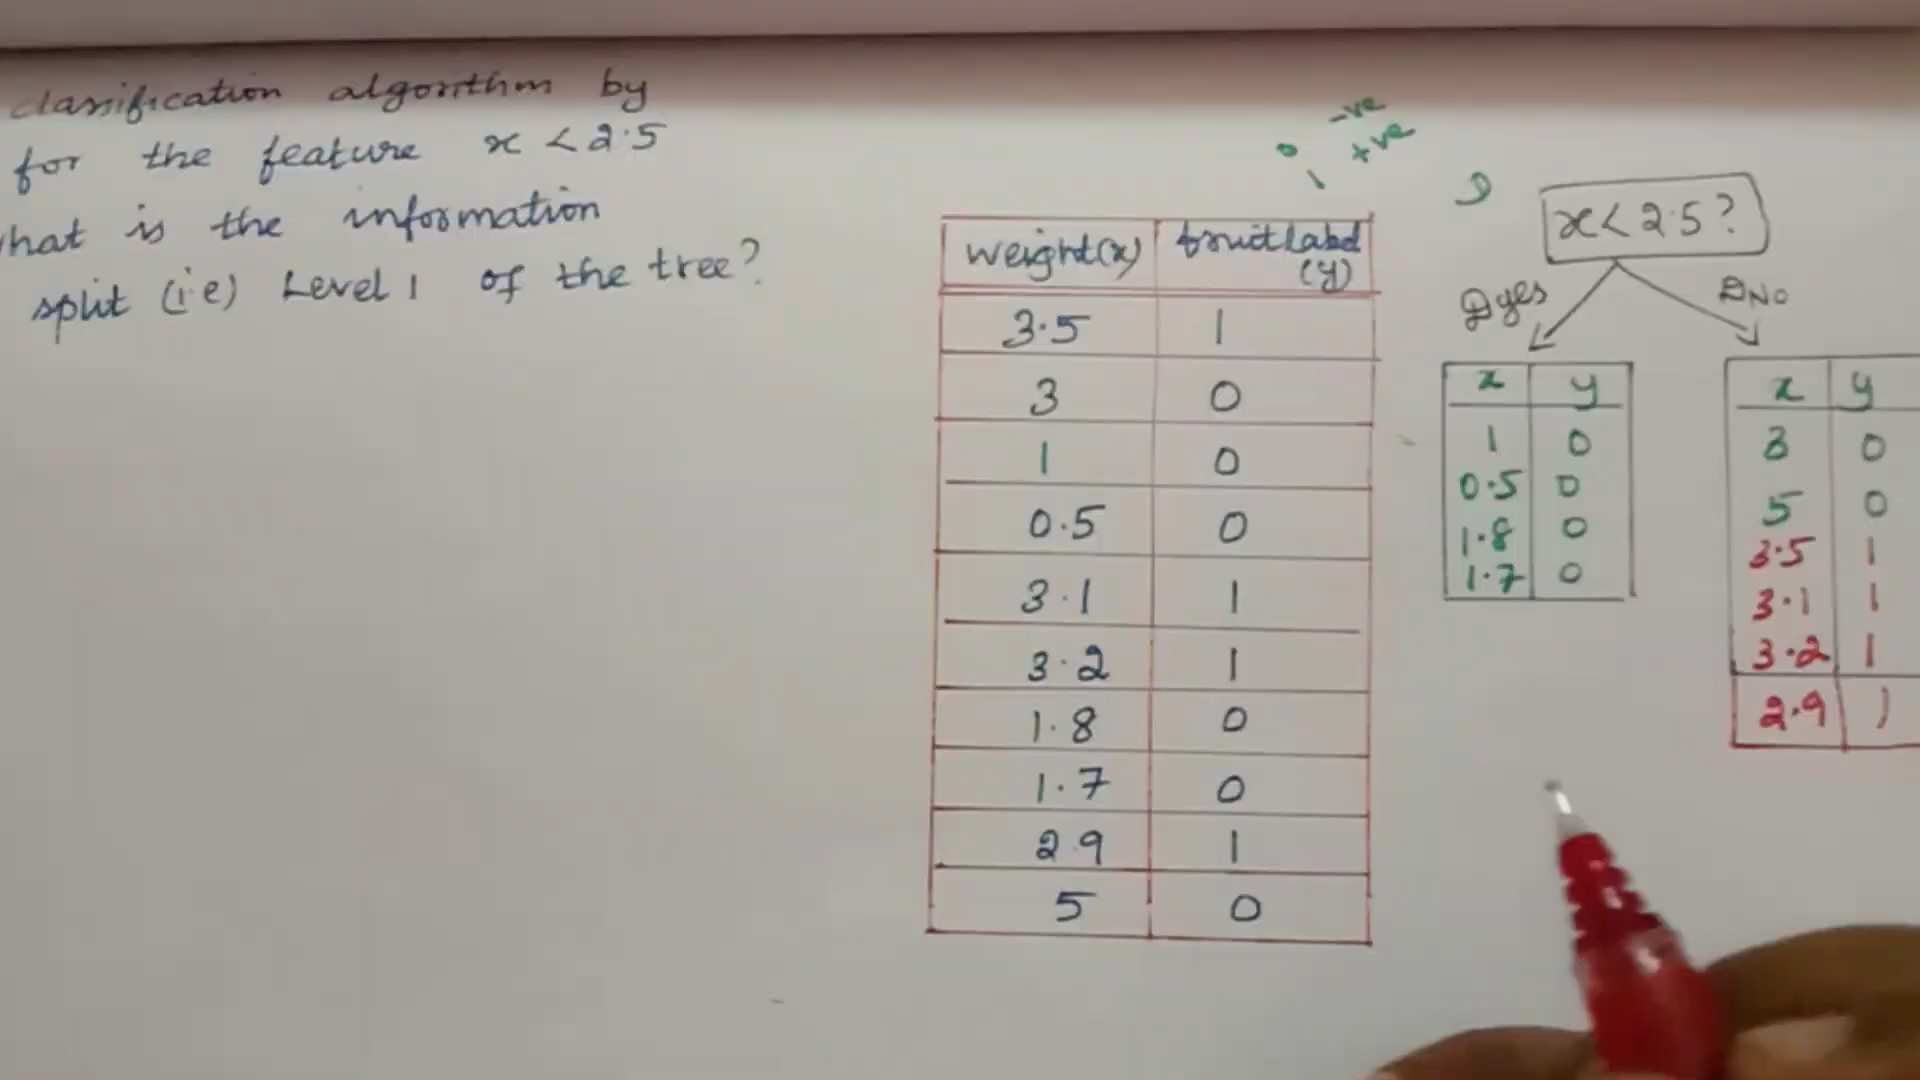 classification algorithm by
for the feature x < 2.5
hat is the information
split (i.e) Level 1 of the tree?
0 -ve
1 +ve
weight(x) fruit label (y)
3.5 1
3 0
1 0
0.5 0
3.1 1
3.2 1
1.8 0
1.7 0
2.9 1
5 0
x < 2.5?
Dyes
DNo
x y
1 0
0.5 0
1.8 0
1.7 0
x y
3 0
5 0
3.5 1
3.1 1
3.2 1
2.9 1